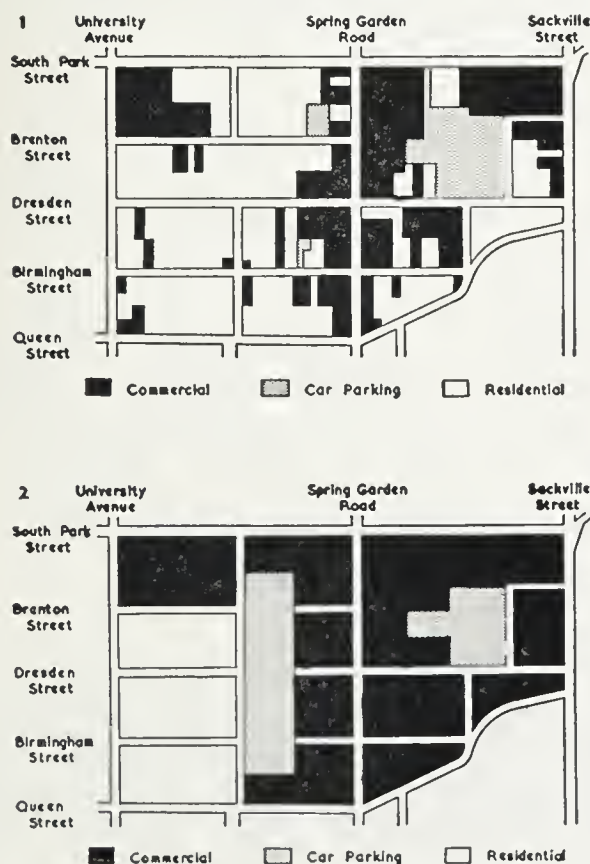 1
University
Avenue
Spring Garden
Road
Sackville
Street
South Park
Street
Brenton
Street
Dresden
Street
Birmingham
Street
Queen
Street
Commercial
Car Parking
Residential
2
University
Avenue
Spring Garden
Road
Sackville
Street
South Park
Street
Brenton
Street
Dresden
Street
Birmingham
Street
Queen
Street
Commercial
Car Parking
Residential